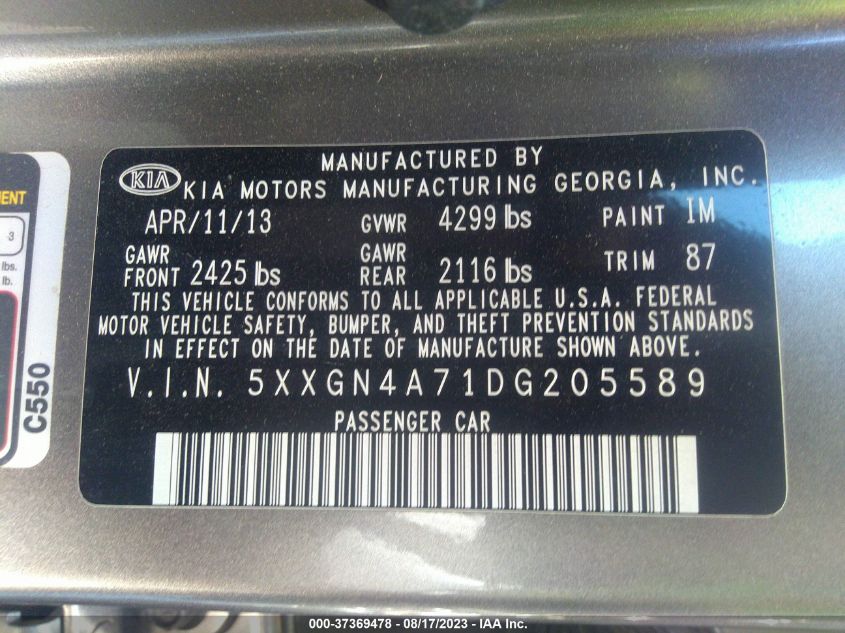 MANUFACTURED BY
KIA KIA MOTORS MANUFACTURING GEORGIA, INC.
APR/11/13 GVWR 4299 lbs PAINT IM
GAWR FRONT 2425 lbs GAWR REAR 2116 lbs TRIM 87
THIS VEHICLE CONFORMS TO ALL APPLICABLE U.S.A. FEDERAL
MOTOR VEHICLE SAFETY, BUMPER, AND THEFT PREVENTION STANDARDS
IN EFFECT ON THE DATE OF MANUFACTURE SHOWN ABOVE.
V.I.N. 5XXGN4A71DG205589
PASSENGER CAR
3
lbs.
lb.
C550
000-37369478 - 08/17/2023 - IAA Inc.